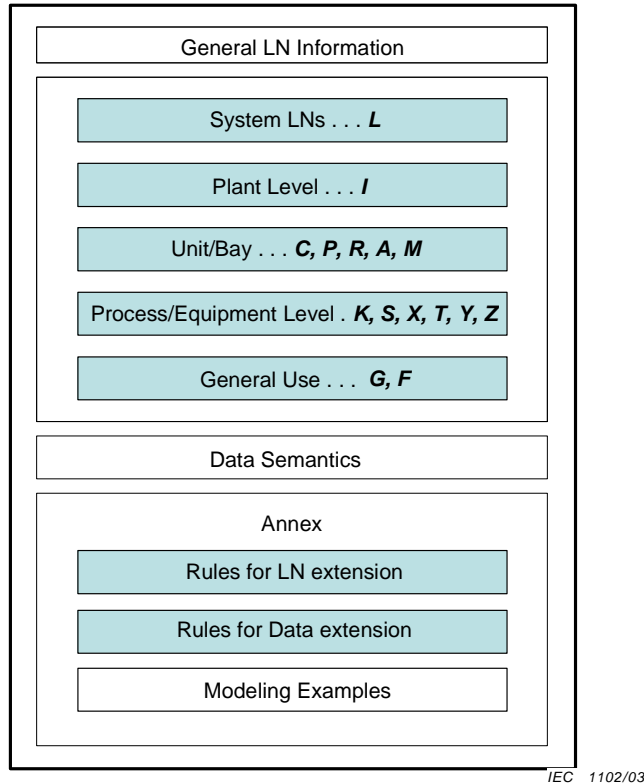 General LN Information
System LNs . . . L
Plant Level . . . I
Unit/Bay . . . C, P, R, A, M
Process/Equipment Level . K, S, X, T, Y, Z
General Use . . . G, F
Data Semantics
Annex
Rules for LN extension
Rules for Data extension
Modeling Examples
IEC 1102/03